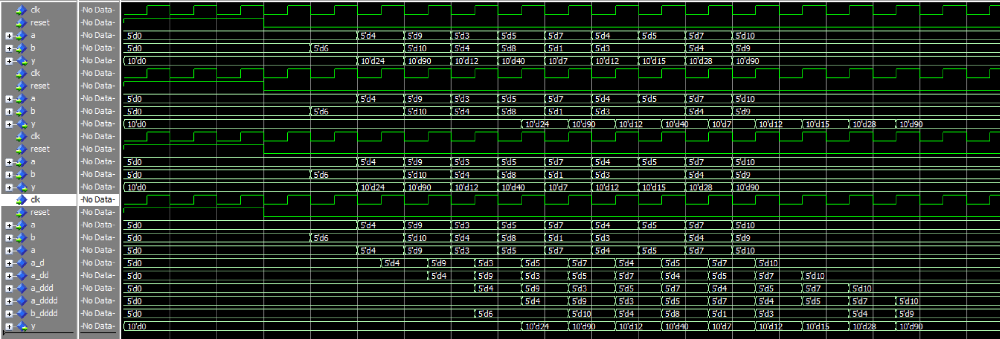 clk -No Data-
reset -No Data-
a -No Data- 5'd0 5'd4 5'd9 5'd3 5'd5 5'd7 5'd4 5'd5 5'd7 5'd10
b -No Data- 5'd0 5'd6 5'd10 5'd4 5'd8 5'd1 5'd3 5'd4 5'd9
y -No Data- 10'd0 10'd24 10'd90 10'd12 10'd40 10'd7 10'd12 10'd15 10'd28 10'd90
clk -No Data-
reset -No Data-
a -No Data- 5'd0 5'd4 5'd9 5'd3 5'd5 5'd7 5'd4 5'd5 5'd7 5'd10
b -No Data- 5'd0 5'd6 5'd10 5'd4 5'd8 5'd1 5'd3 5'd4 5'd9
y -No Data- 10'd0 10'd24 10'd90 10'd12 10'd40 10'd7 10'd12 10'd15 10'd28 10'd90
clk -No Data-
reset -No Data-
a -No Data- 5'd0 5'd4 5'd9 5'd3 5'd5 5'd7 5'd4 5'd5 5'd7 5'd10
b -No Data- 5'd0 5'd6 5'd10 5'd4 5'd8 5'd1 5'd3 5'd4 5'd9
y -No Data- 10'd0 10'd24 10'd90 10'd12 10'd40 10'd7 10'd12 10'd15 10'd28 10'd90
clk -No Data-
reset -No Data-
a -No Data- 5'd0 5'd4 5'd9 5'd3 5'd5 5'd7 5'd4 5'd5 5'd7 5'd10
b -No Data- 5'd0 5'd6 5'd10 5'd4 5'd8 5'd1 5'd3 5'd4 5'd9
a -No Data- 5'd0 5'd4 5'd9 5'd3 5'd5 5'd7 5'd4 5'd5 5'd7 5'd10
a_d -No Data- 5'd0 5'd4 5'd9 5'd3 5'd5 5'd7 5'd4 5'd5 5'd7 5'd10
a_dd -No Data- 5'd0 5'd4 5'd9 5'd3 5'd5 5'd7 5'd4 5'd5 5'd7 5'd10
a_ddd -No Data- 5'd0 5'd4 5'd9 5'd3 5'd5 5'd7 5'd4 5'd5 5'd7 5'd10
a_dddd -No Data- 5'd0 5'd4 5'd9 5'd3 5'd5 5'd7 5'd4 5'd5 5'd7 5'd10
b_dddd -No Data- 5'd0 5'd6 5'd10 5'd4 5'd8 5'd1 5'd3 5'd4 5'd9
y -No Data- 10'd0 10'd24 10'd90 10'd12 10'd40 10'd7 10'd12 10'd15 10'd28 10'd90